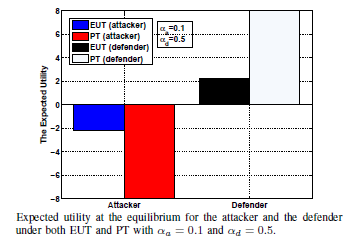 8
6
4
2
0
−2
−4
−6
−8
The Expected Utility
EUT (attacker)
PT (attacker)
EUT (defender)
PT (defender)
αa=0.1
αd=0.5
Attacker Defender
Expected utility at the equilibrium for the attacker and the defender
under both EUT and PT with αa = 0.1 and αd = 0.5.